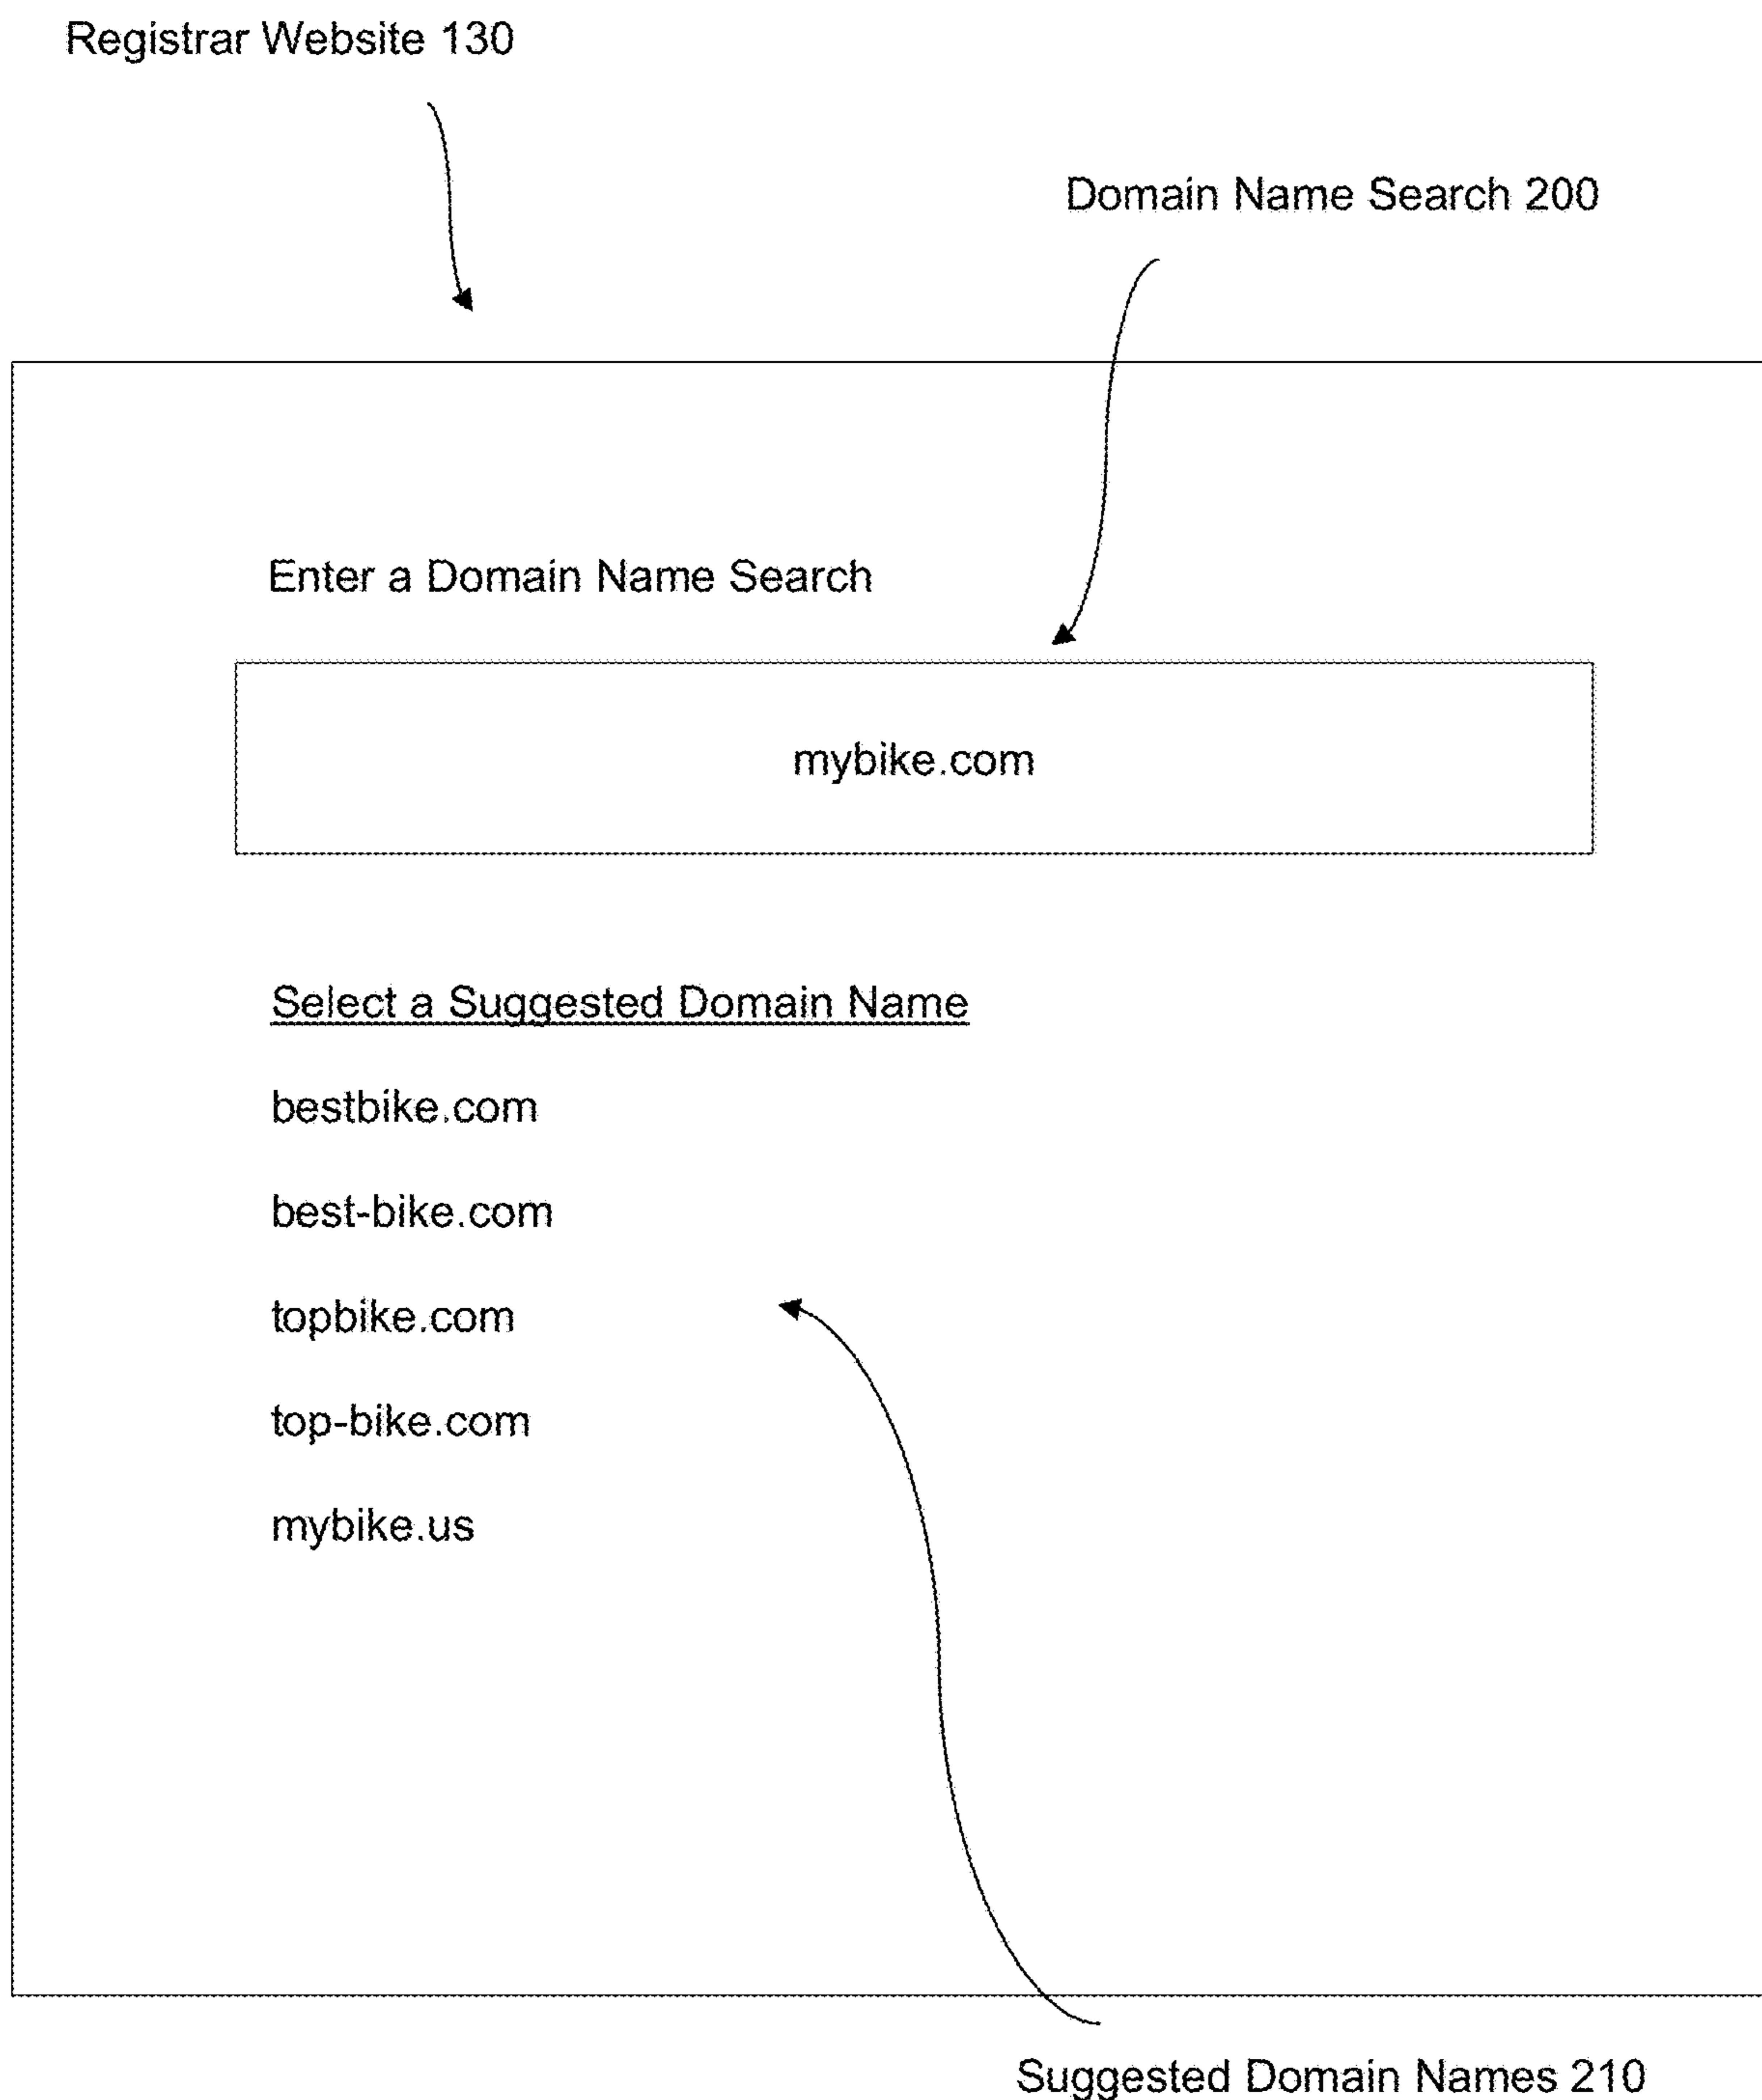 Registrar Website 130
Domain Name Search 200
Enter a Domain Name Search
mybike.com
Select a Suggested Domain Name
bestbike.com
best-bike.com
topbike.com
top-bike.com
mybike.us
Suggested Domain Names 210